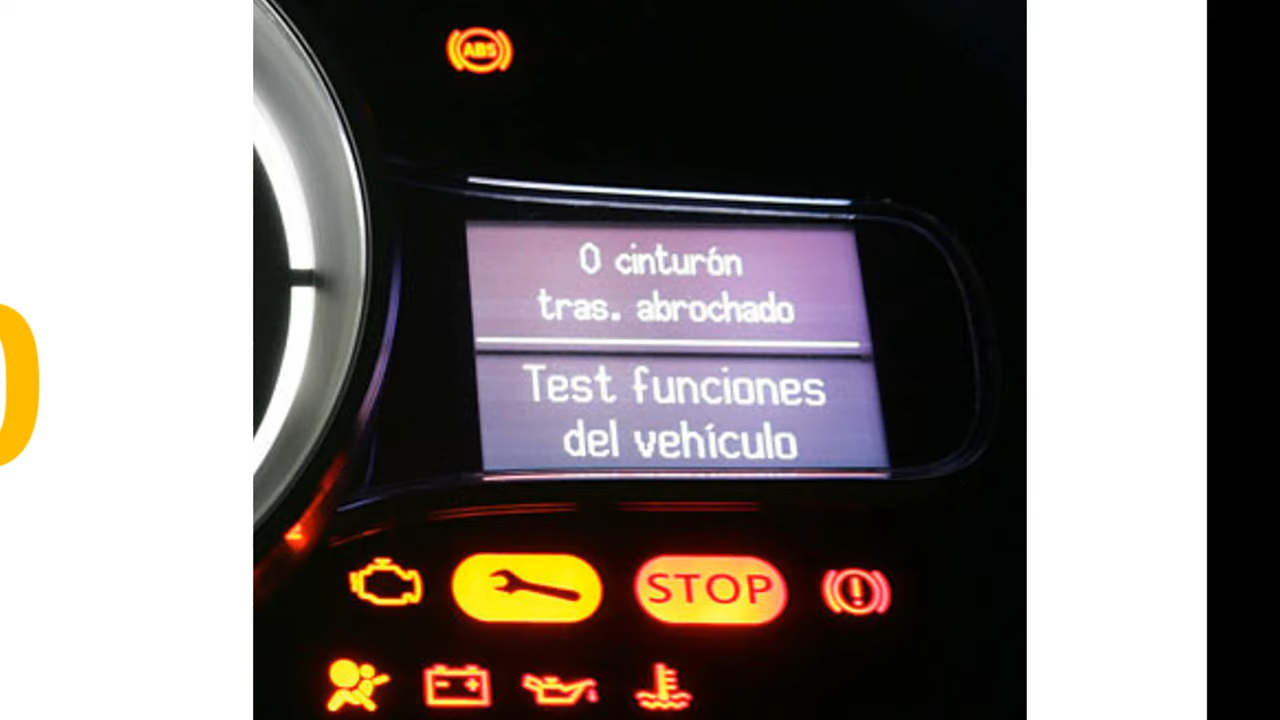 ABS
0 cinturón
tras. abrochado
Test funciones
del vehículo
STOP